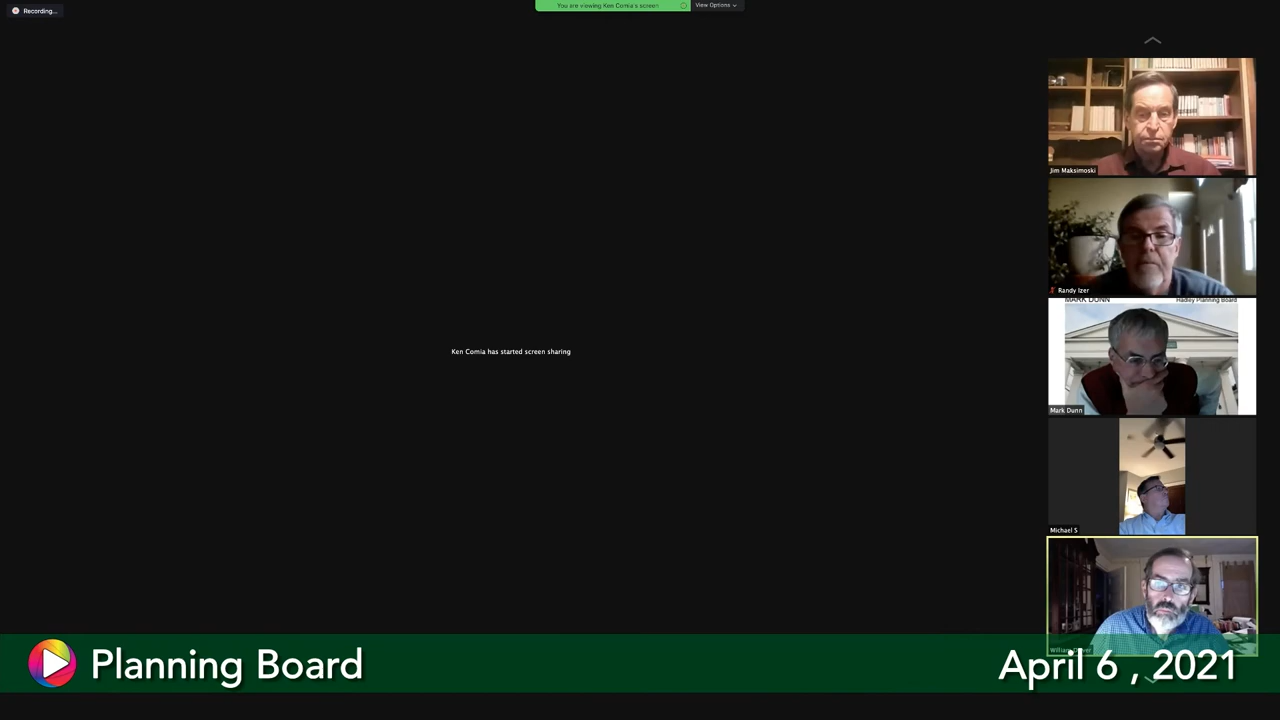 Recording...
You are viewing Ken Comia's screen
View Options
Jim Maksimoski
Randy Izer
MARK DUNN
Hadley Planning Board
Mark Dunn
Michael S
Ken Comia has started screen sharing
Planning Board
April 6 , 2021